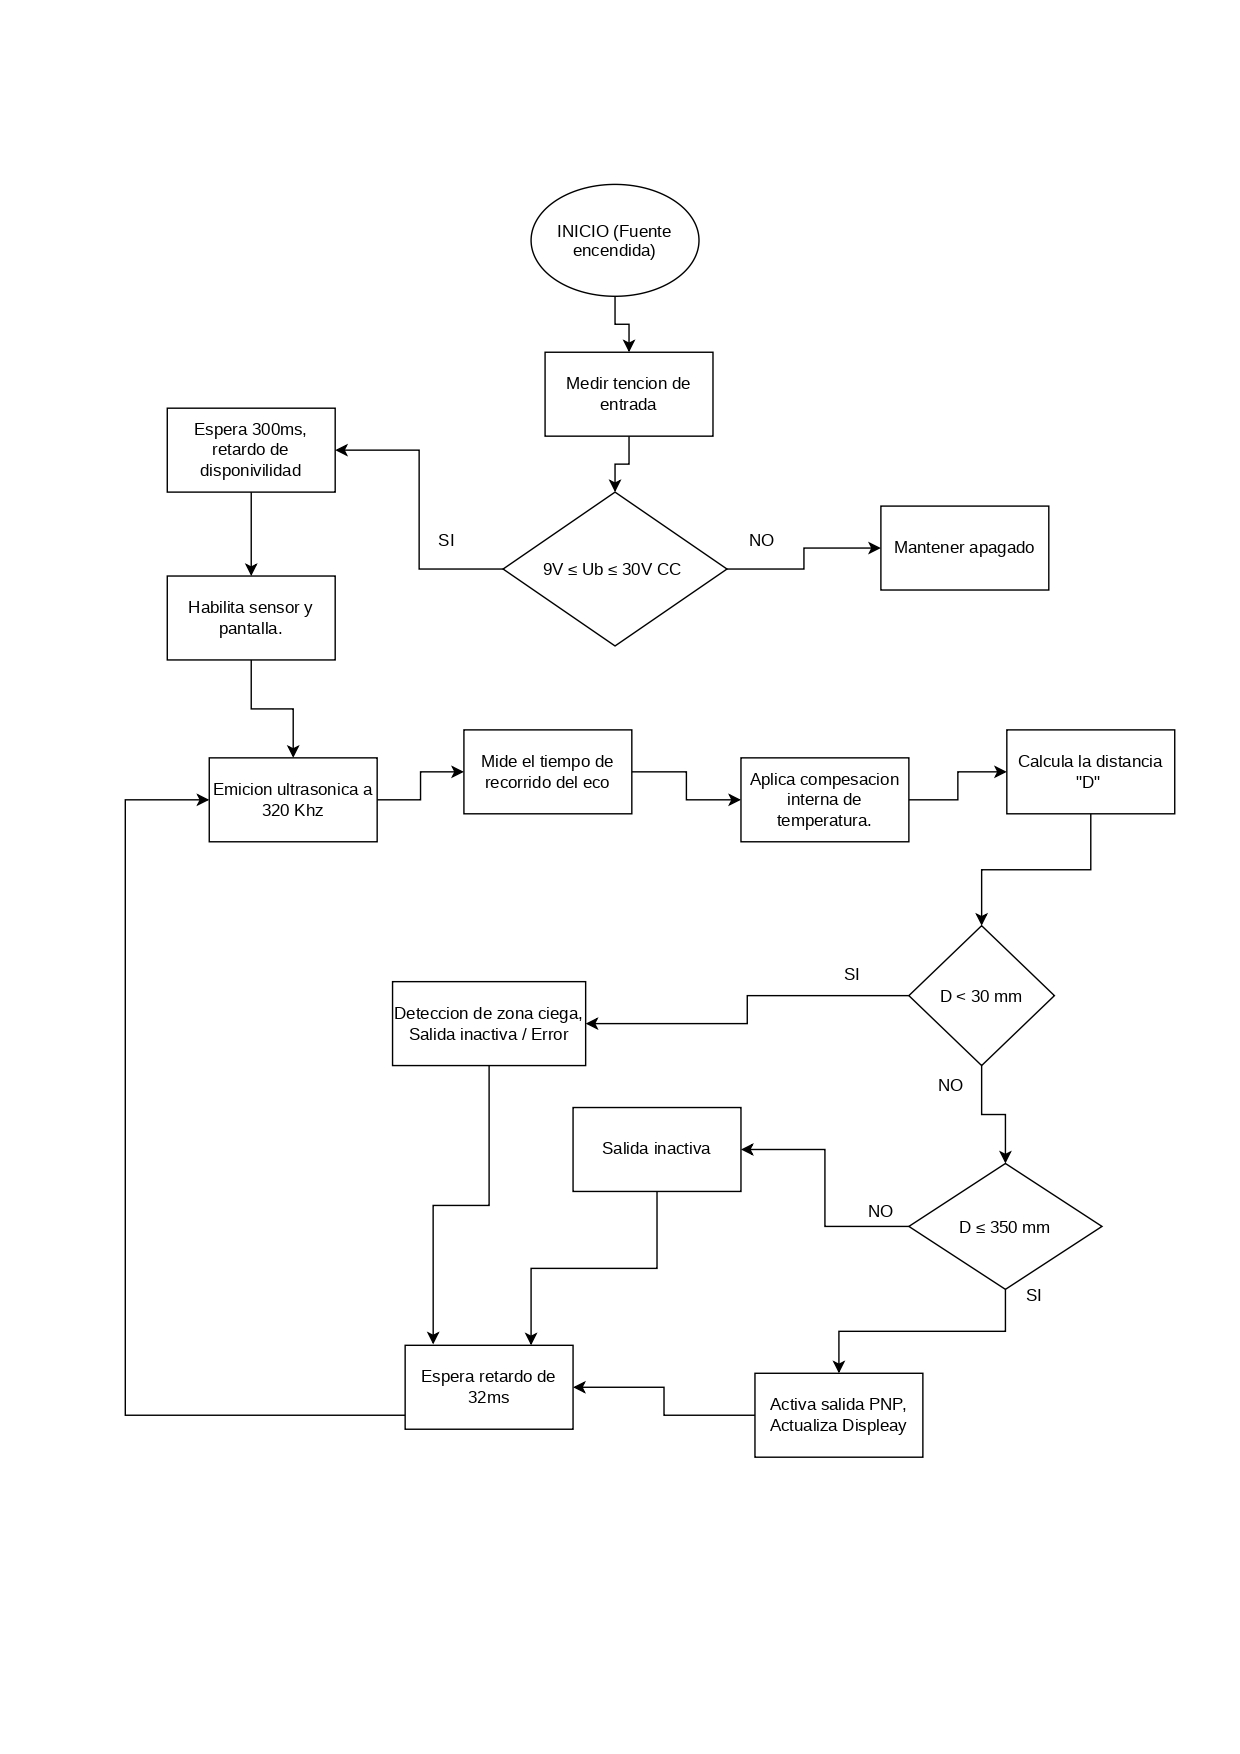 INICIO (Fuente
encendida)
Medir tencion de
entrada
Espera 300ms,
retardo de
disponivilidad
SI
9V ≤ Ub ≤ 30V CC
NO
Mantener apagado
Habilita sensor y
pantalla.
Emicion ultrasonica a
320 Khz
Mide el tiempo de
recorrido del eco
Aplica compesacion
interna de
temperatura.
Calcula la distancia
"D"
D < 30 mm
SI
Deteccion de zona ciega,
Salida inactiva / Error
NO
Salida inactiva
NO
D ≤ 350 mm
SI
Espera retardo de
32ms
Activa salida PNP,
Actualiza Displeay